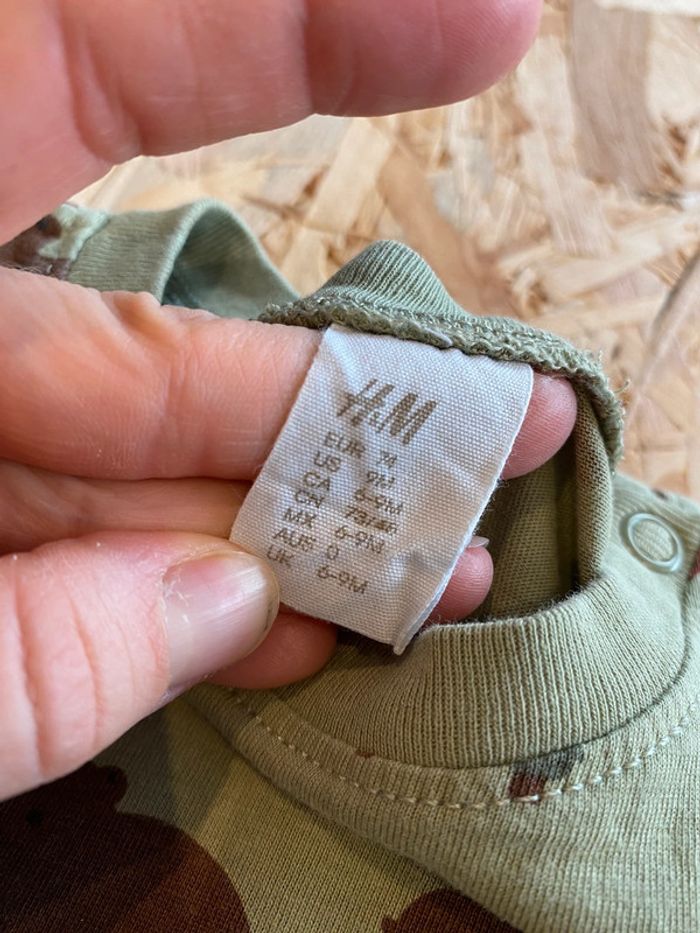 H&M
EUR 74
US 9M
CA 6-9M
CN 73/48
MX 6-9M
AUS 0
UK 6-9M